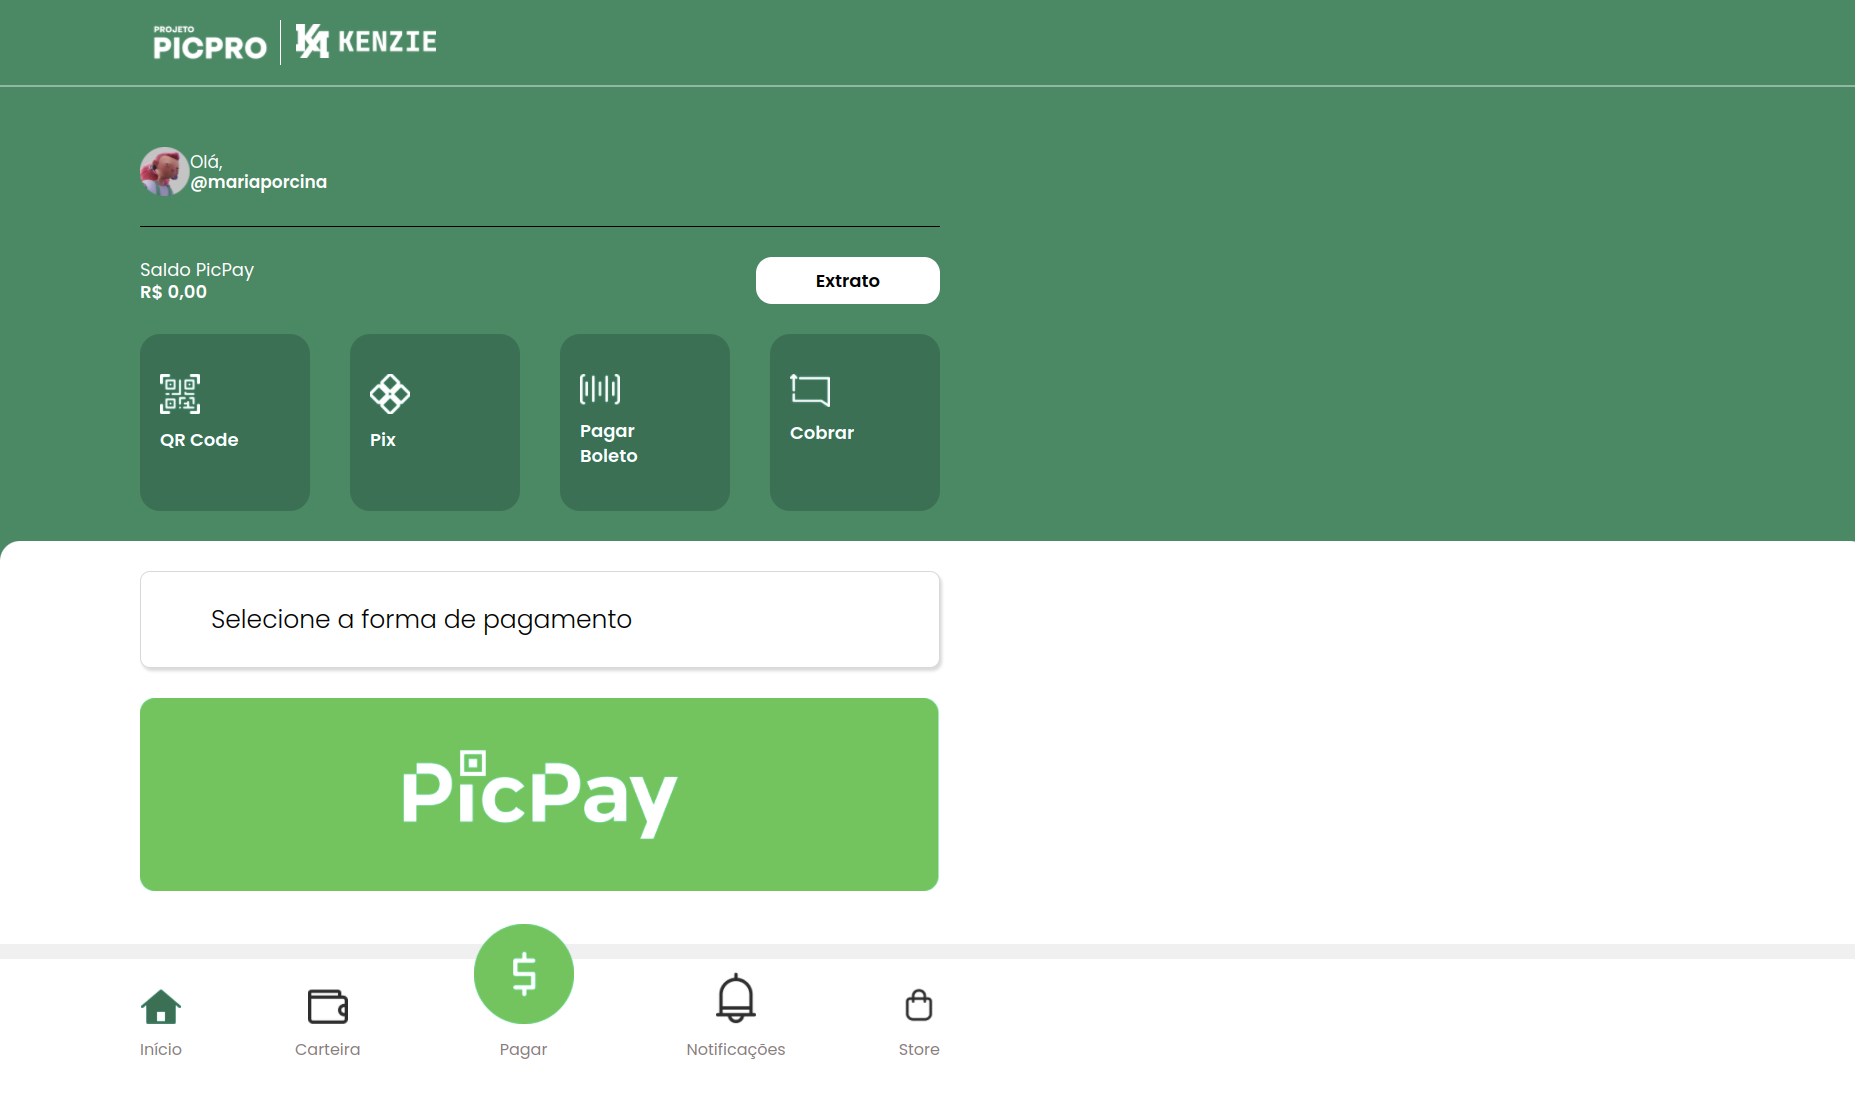 PROJETO
PICPRO
KENZIE
Olá,
@mariaporcina
Saldo PicPay
R$ 0,00
Extrato
QR Code
Pix
Pagar
Boleto
Cobrar
Selecione a forma de pagamento
PicPay
$
Início
Carteira
Pagar
Notificações
Store